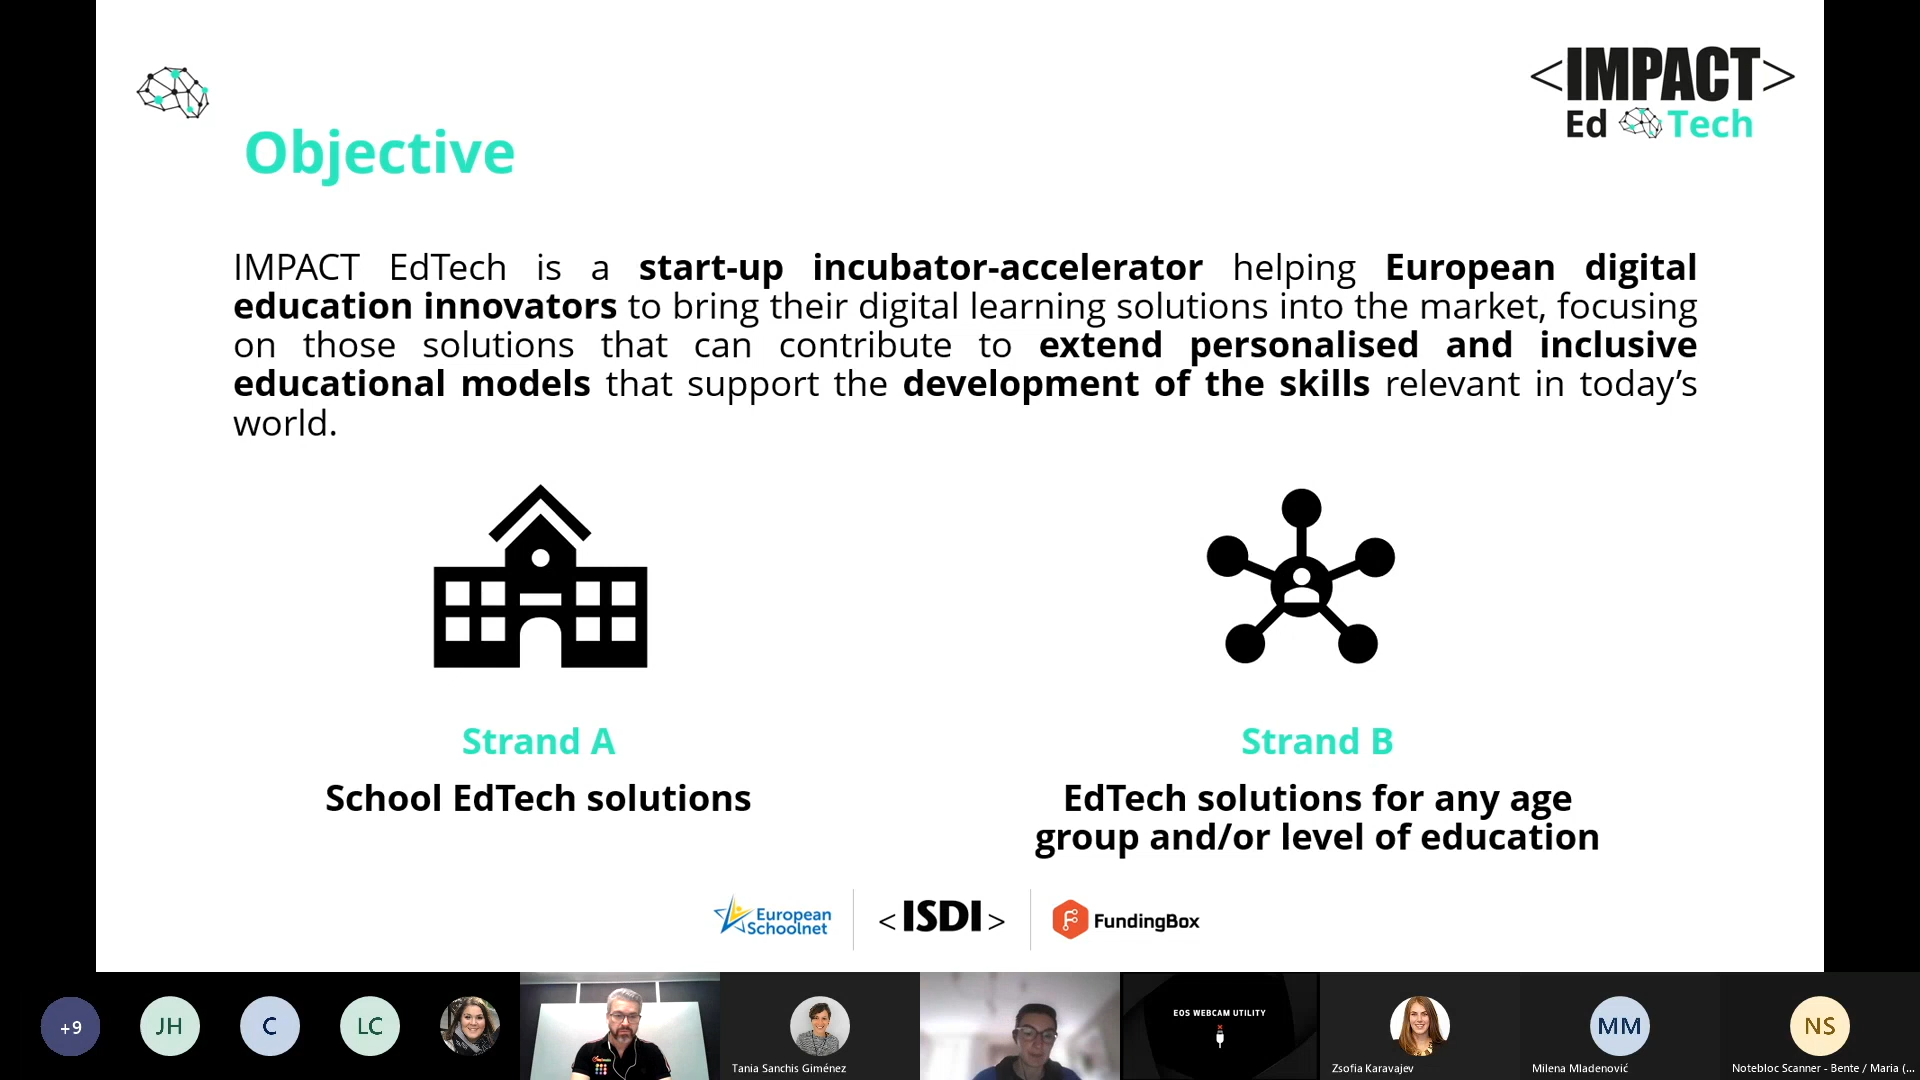 <IMPACT>
Ed Tech
Objective
IMPACT EdTech is a start-up incubator-accelerator helping European digital
education innovators to bring their digital learning solutions into the market, focusing
on those solutions that can contribute to extend personalised and inclusive
educational models that support the development of the skills relevant in today’s
world.
Strand A
Strand B
School EdTech solutions
EdTech solutions for any age
group and/or level of education
European
Schoolnet
<ISDI>
FundingBox
+9
JH
C
LC
EOS WEBCAM UTILITY
MM
NS
Tania Sanchis Giménez
Zsofia Karavajev
Milena Mladenović
Notebloc Scanner - Bente / Maria (...